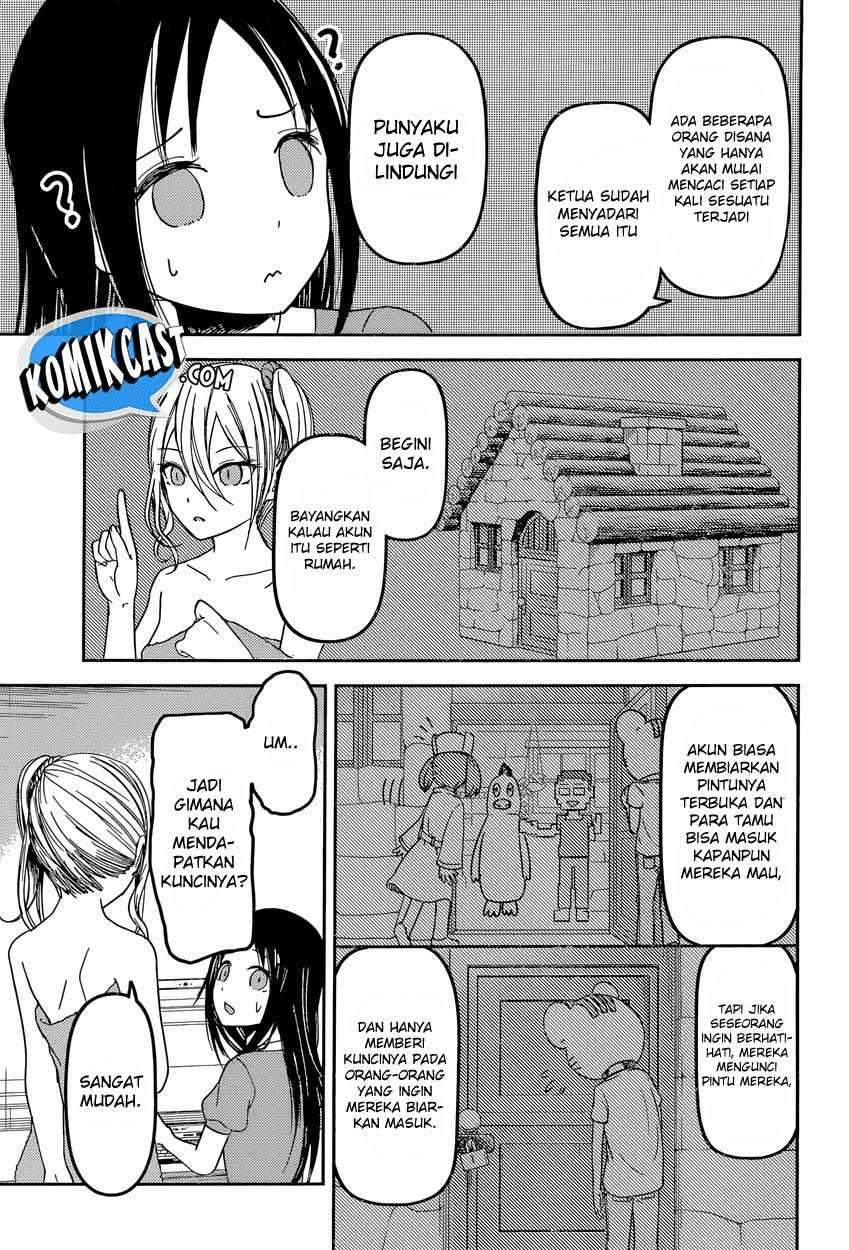 ADA BEBERAPA
ORANG DISANA
YANG HANYA
AKAN MULAI
MENCACI SETIAP
KALI SESUATU
TERJADI
KETUA SUDAH
MENYADARI
SEMUA ITU
PUNYAKU
JUGA DI-
LINDUNGI
?
?
KOMIKCAST
.COM
BEGINI
SAJA.
BAYANGKAN
KALAU AKUN
ITU SEPERTI
RUMAH.
AKUN BIASA
MEMBIARKAN
PINTUNYA
TERBUKA DAN
PARA TAMU
BISA MASUK
KAPANPUN
MEREKA MAU,
TAPI JIKA
SESEORANG
INGIN BERHATI-
HATI, MEREKA
MENGUNCI
PINTU MEREKA,
DAN HANYA
MEMBERI
KUNCINYA PADA
ORANG-ORANG
YANG INGIN
MEREKA BIAR-
KAN MASUK.
UM..
JADI
GIMANA
KAU
MENDA-
PATKAN
KUNCINYA?
SANGAT
MUDAH.